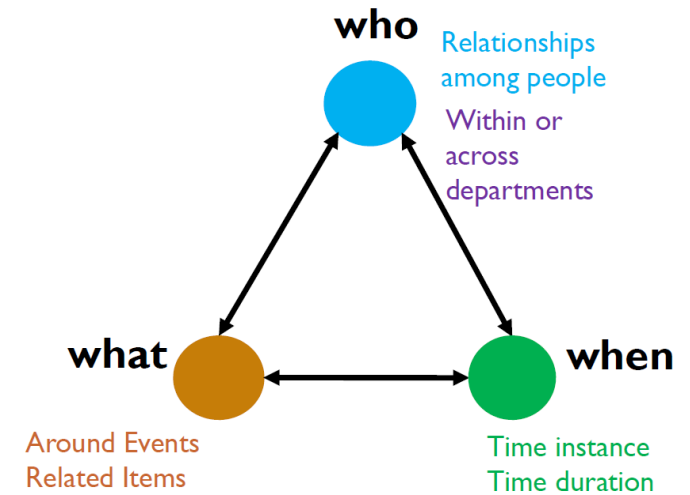 who
Relationships
among people
Within or
across
departments
what
when
Around Events
Related Items
Time instance
Time duration